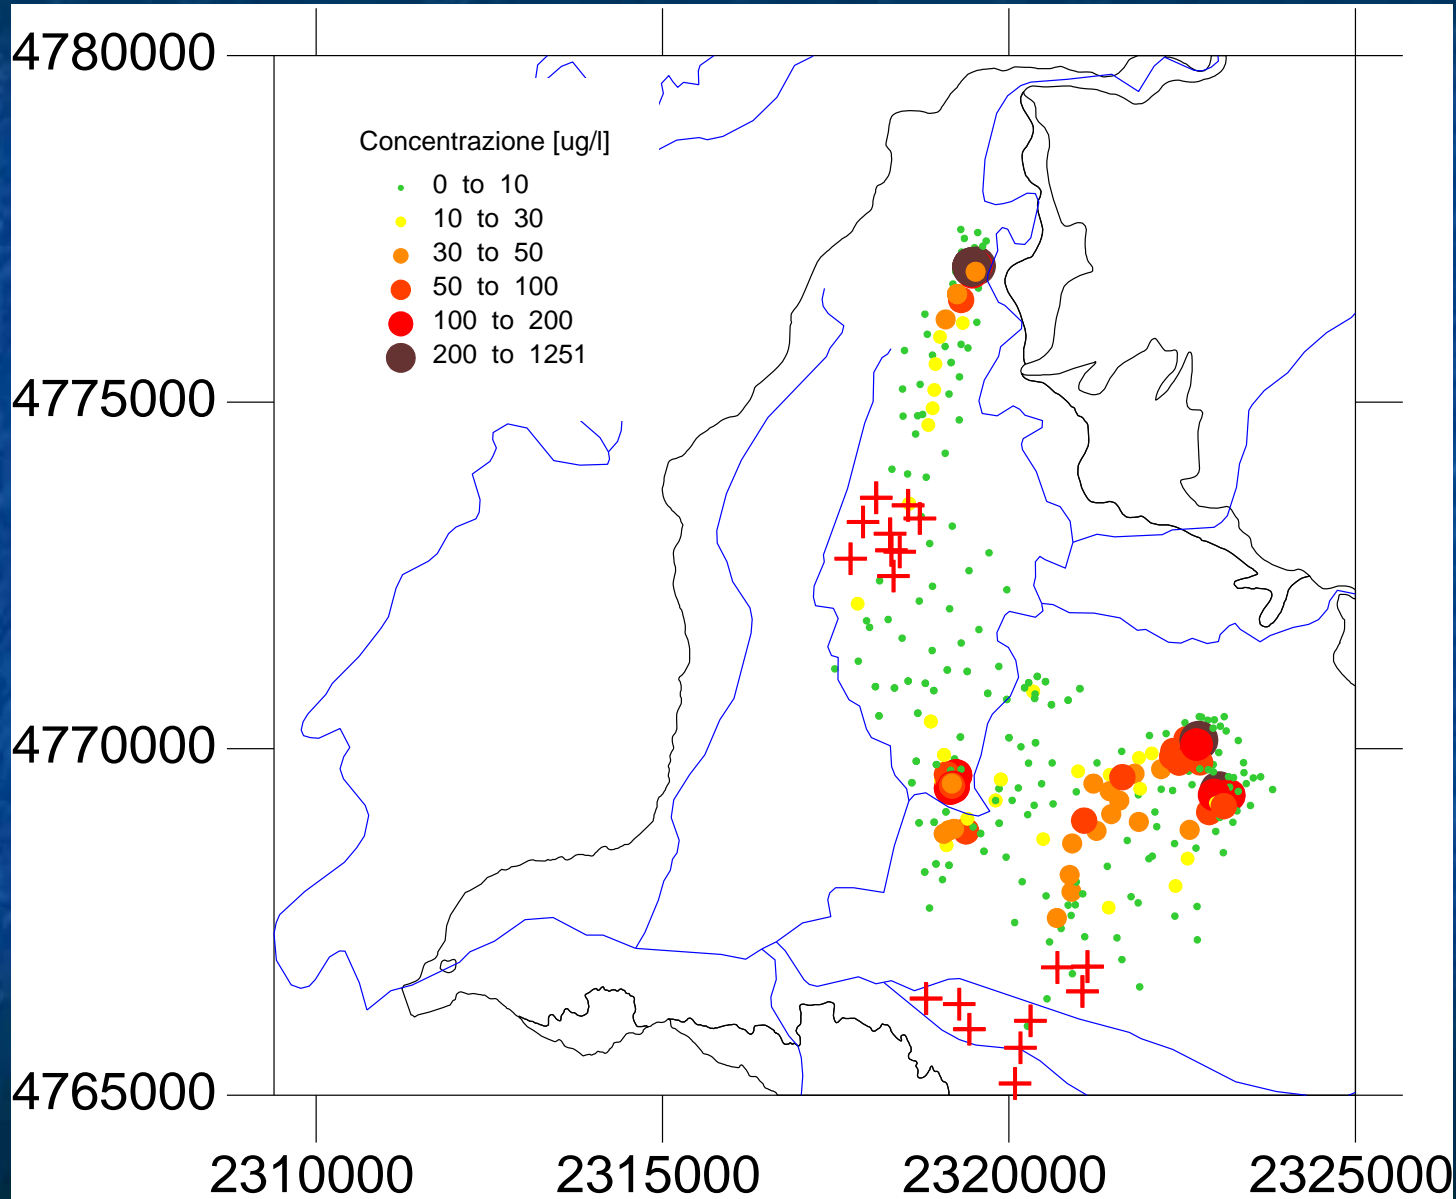 4780000
Concentrazione [ug/l]
0 to 10
10 to 30
30 to 50
50 to 100
100 to 200
200 to 1251
4775000
4770000
4765000
2310000 2315000 2320000 2325000